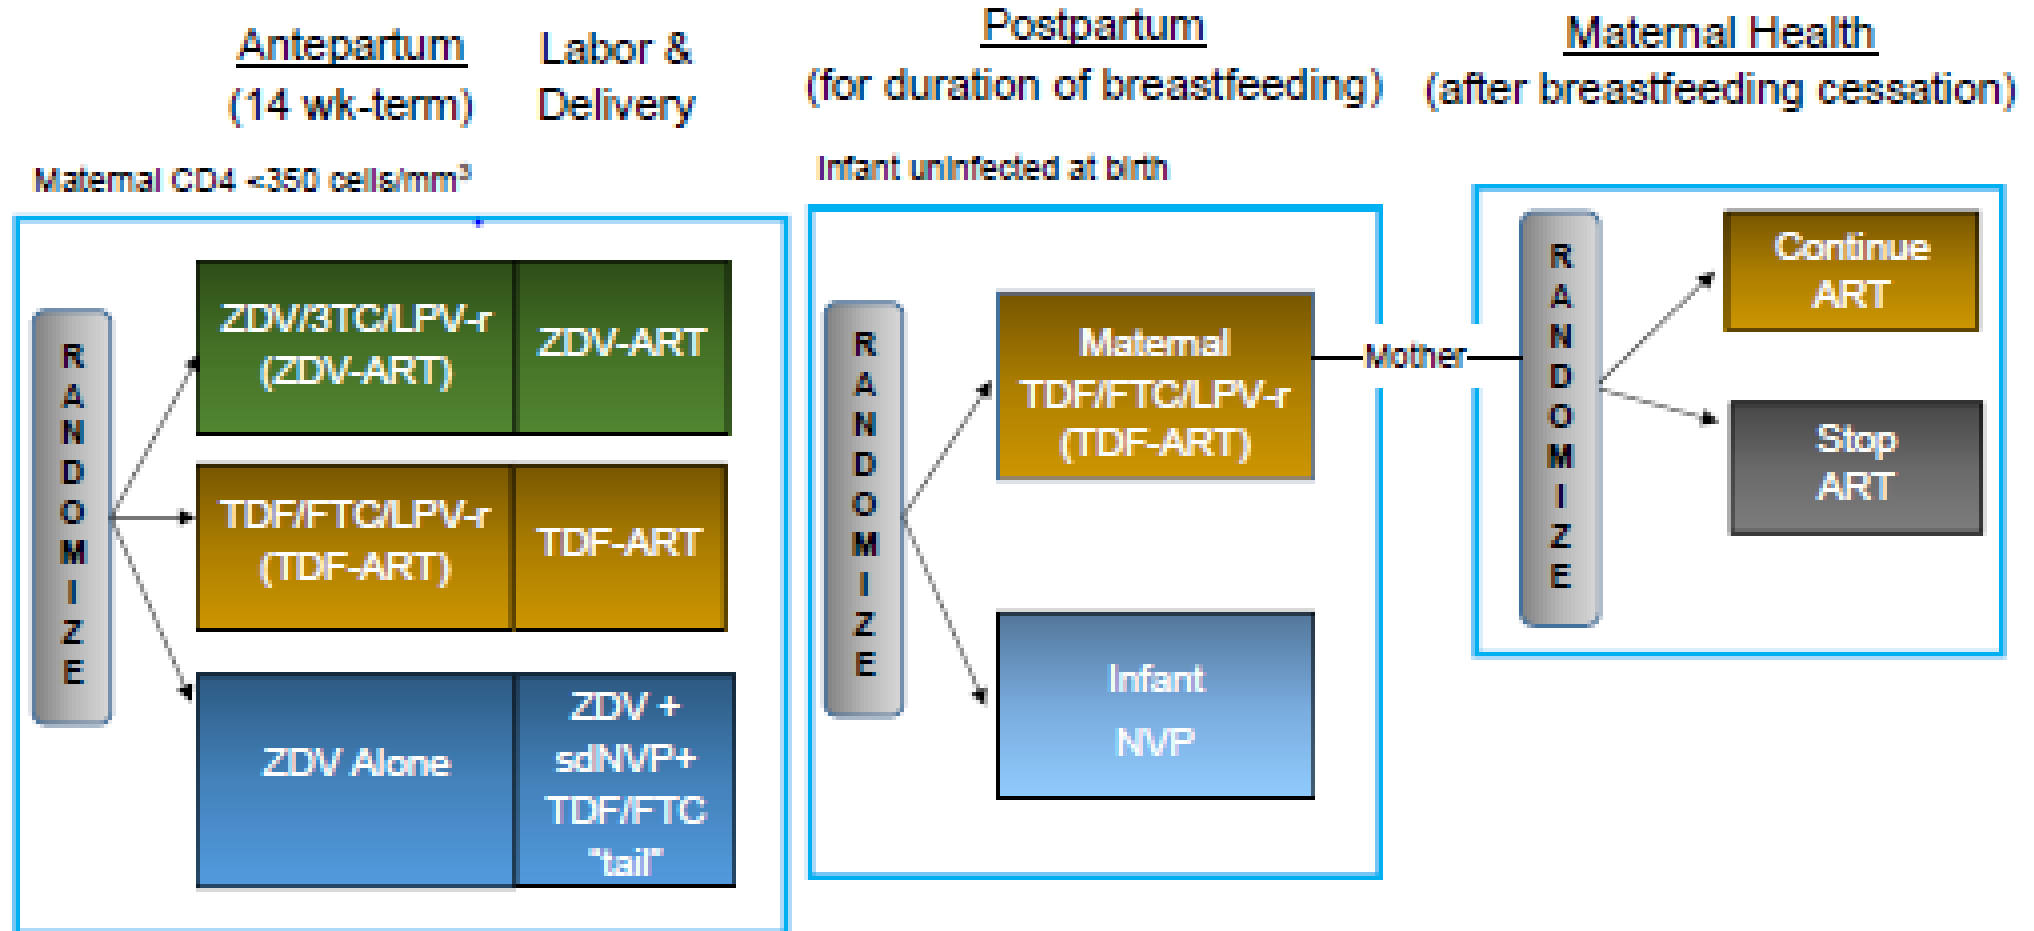 Antepartum
(14 wk-term)
Labor &
Delivery
Postpartum
(for duration of breastfeeding)
Maternal Health
(after breastfeeding cessation)
Maternal CD4 <350 cells/mm³
Infant uninfected at birth
RANDOMIZE
ZDV/3TC/LPV-r
(ZDV-ART)
ZDV-ART
TDF/FTC/LPV-r
(TDF-ART)
TDF-ART
ZDV Alone
ZDV +
sdNVP+
TDF/FTC
"tail"
RANDOMIZE
Maternal
TDF/FTC/LPV-r
(TDF-ART)
Infant
NVP
Mother
RANDOMIZE
Continue
ART
Stop
ART